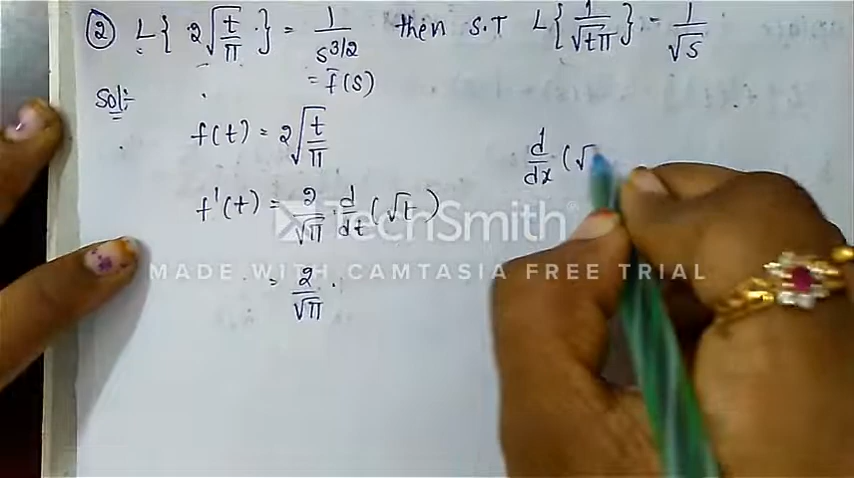 ② L{ 2√(t/π) } = 1/s^(3/2) then S.T L{ 1/√(tπ) } - 1/√s
= f̄(s)
Sol:-
f(t) = 2√(t/π)
d/dx (√
f'(t) = 2/√π . d/dt (√t)
TechSmith
MADE WITH CAMTASIA FREE TRIAL
= 2/√π .